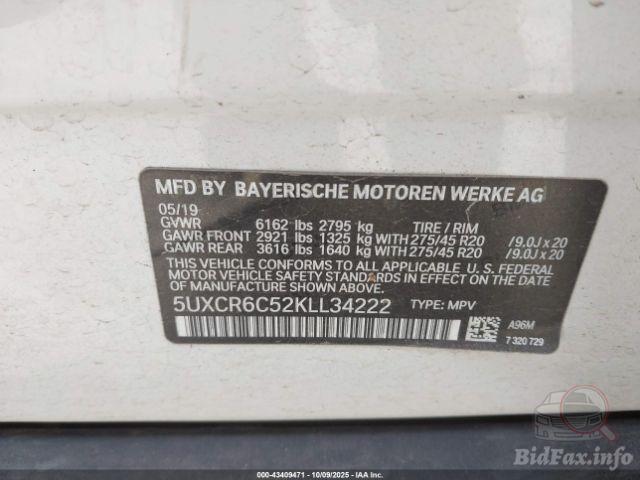 MFD BY BAYERISCHE MOTOREN WERKE AG
05/19
GVWR 6162 lbs 2795 kg TIRE / RIM
GAWR FRONT 2921 lbs 1325 kg WITH 275/45 R20 /9.0J x 20
GAWR REAR 3616 lbs 1640 kg WITH 275/45 R20 /9.0J x 20
THIS VEHICLE CONFORMS TO ALL APPLICABLE U.S. FEDERAL
MOTOR VEHICLE SAFETY STANDARDS IN EFFECT ON THE DATE
OF MANUFACTURE SHOWN ABOVE.
5UXCR6C52KLL34222 TYPE: MPV
A96M
7 320 729
000-43409471 - 10/09/2025 - IAA Inc.
BidFax.info